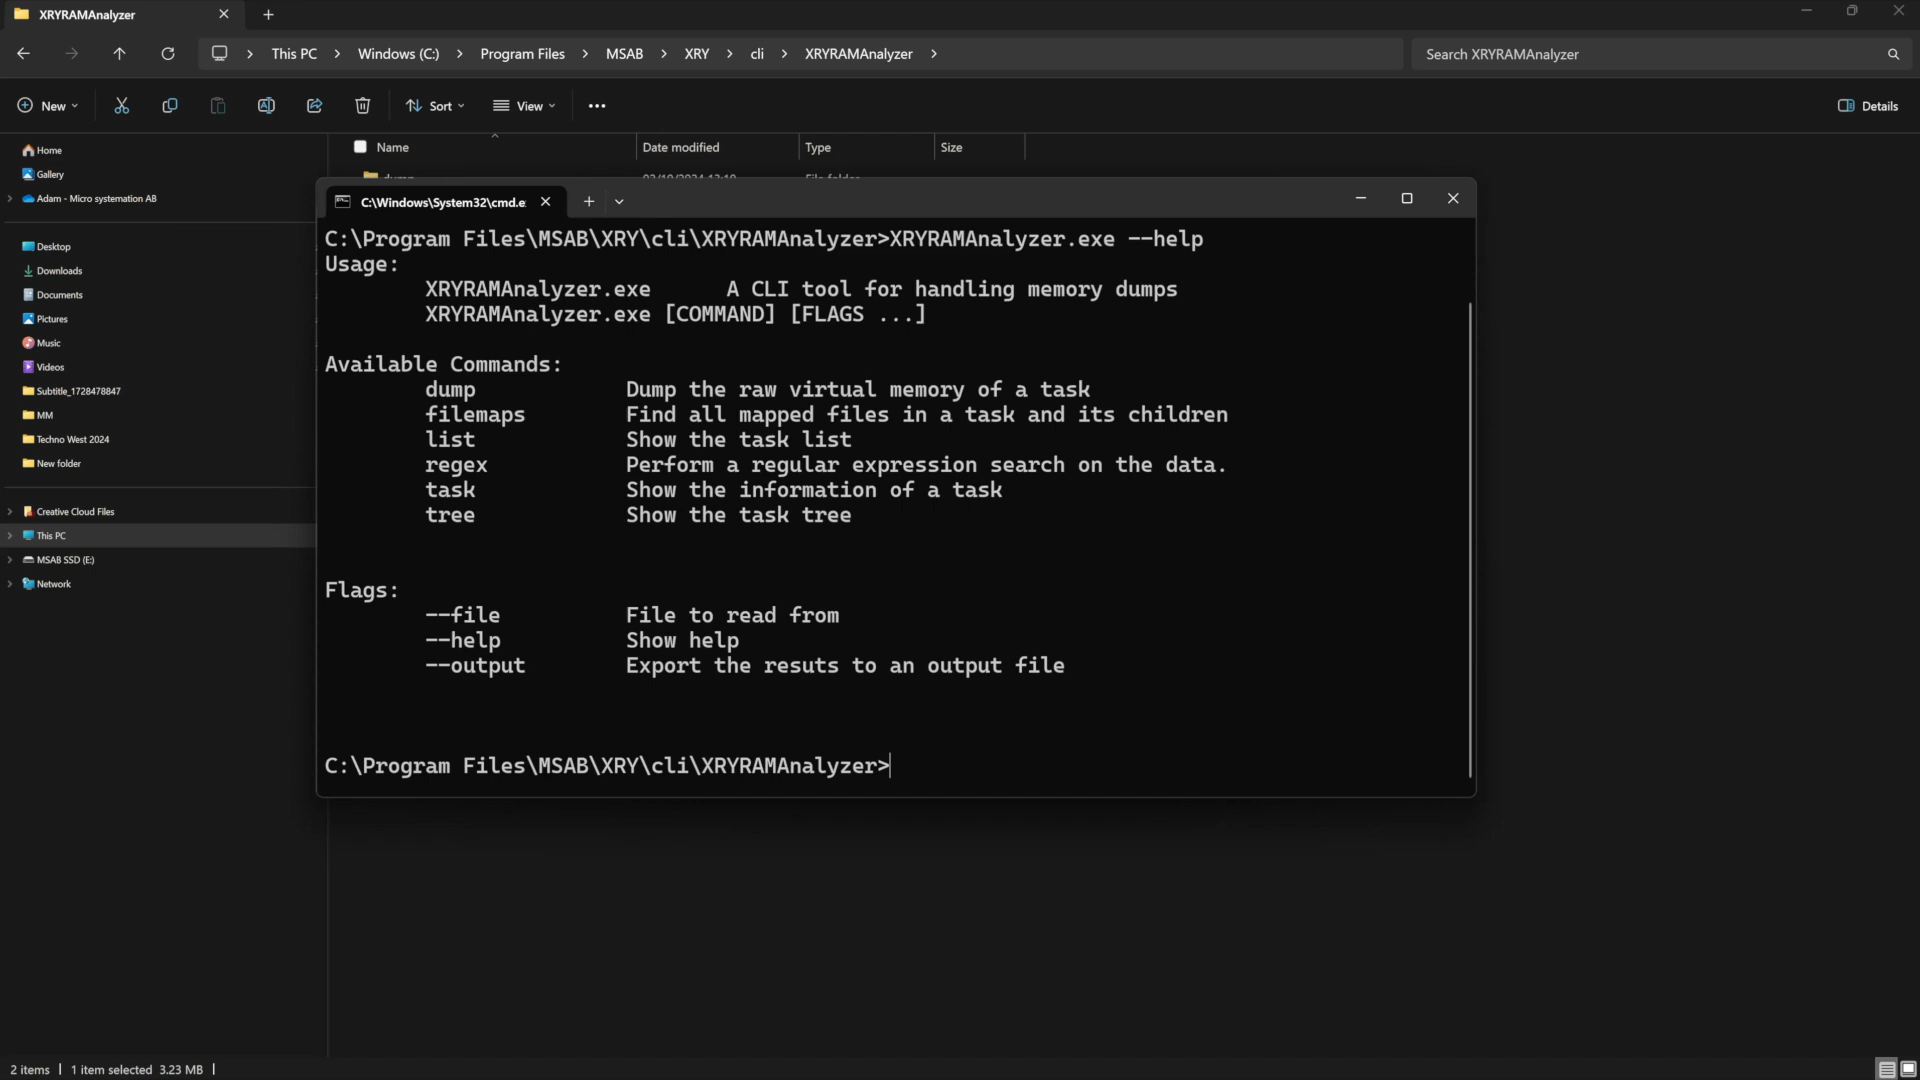 XRYRAMAnalyzer
This PC > Windows (C:) > Program Files > MSAB > XRY > cli > XRYRAMAnalyzer >
Search XRYRAMAnalyzer
New
Sort
View
Details
Name
Date modified
Type
Size
Home
Gallery
Adam - Micro systemation AB
Desktop
Downloads
Documents
Pictures
Music
Videos
Subtitle_1728478847
MM
Techno West 2024
New folder
Creative Cloud Files
This PC
MSAB SSD (E:)
Network
C:\Windows\System32\cmd.e
C:\Program Files\MSAB\XRY\cli\XRYRAMAnalyzer>XRYRAMAnalyzer.exe --help
Usage:
XRYRAMAnalyzer.exe A CLI tool for handling memory dumps
XRYRAMAnalyzer.exe [COMMAND] [FLAGS ...]
Available Commands:
dump Dump the raw virtual memory of a task
filemaps Find all mapped files in a task and its children
list Show the task list
regex Perform a regular expression search on the data.
task Show the information of a task
tree Show the task tree
Flags:
--file File to read from
--help Show help
--output Export the resuts to an output file
C:\Program Files\MSAB\XRY\cli\XRYRAMAnalyzer>
2 items | 1 item selected 3.23 MB |